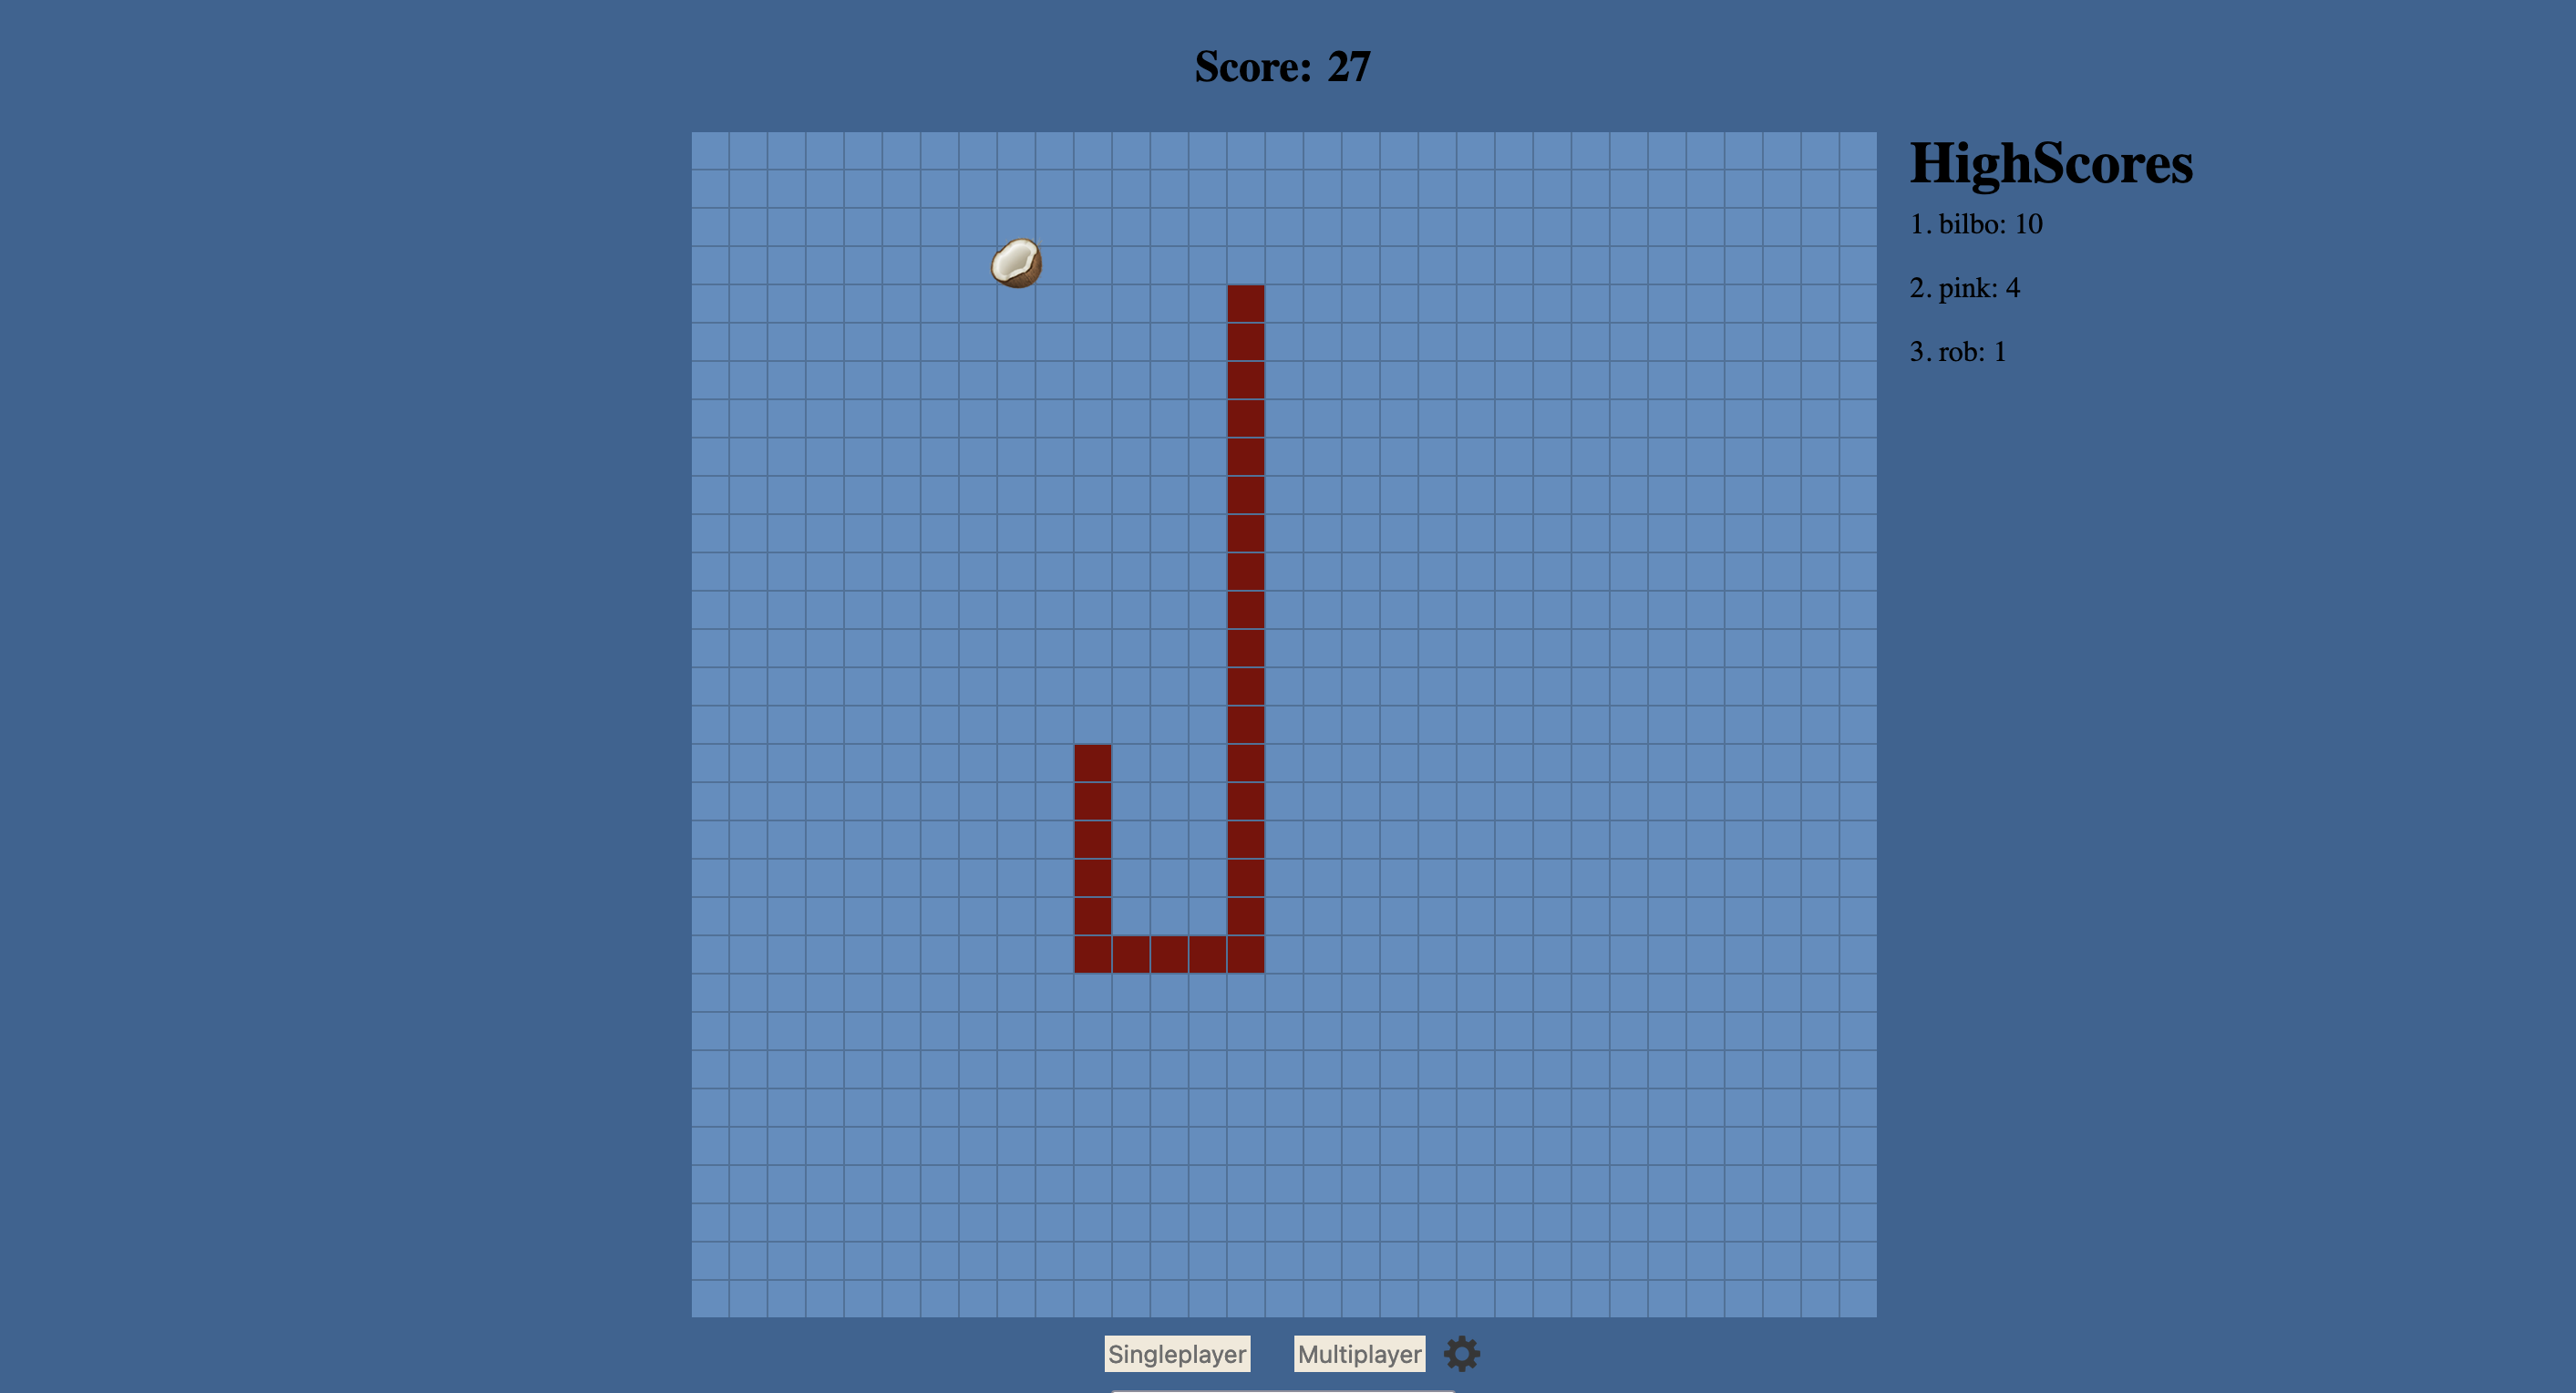 Score: 27
HighScores
1. bilbo: 10
2. pink: 4
3. rob: 1
Singleplayer
Multiplayer